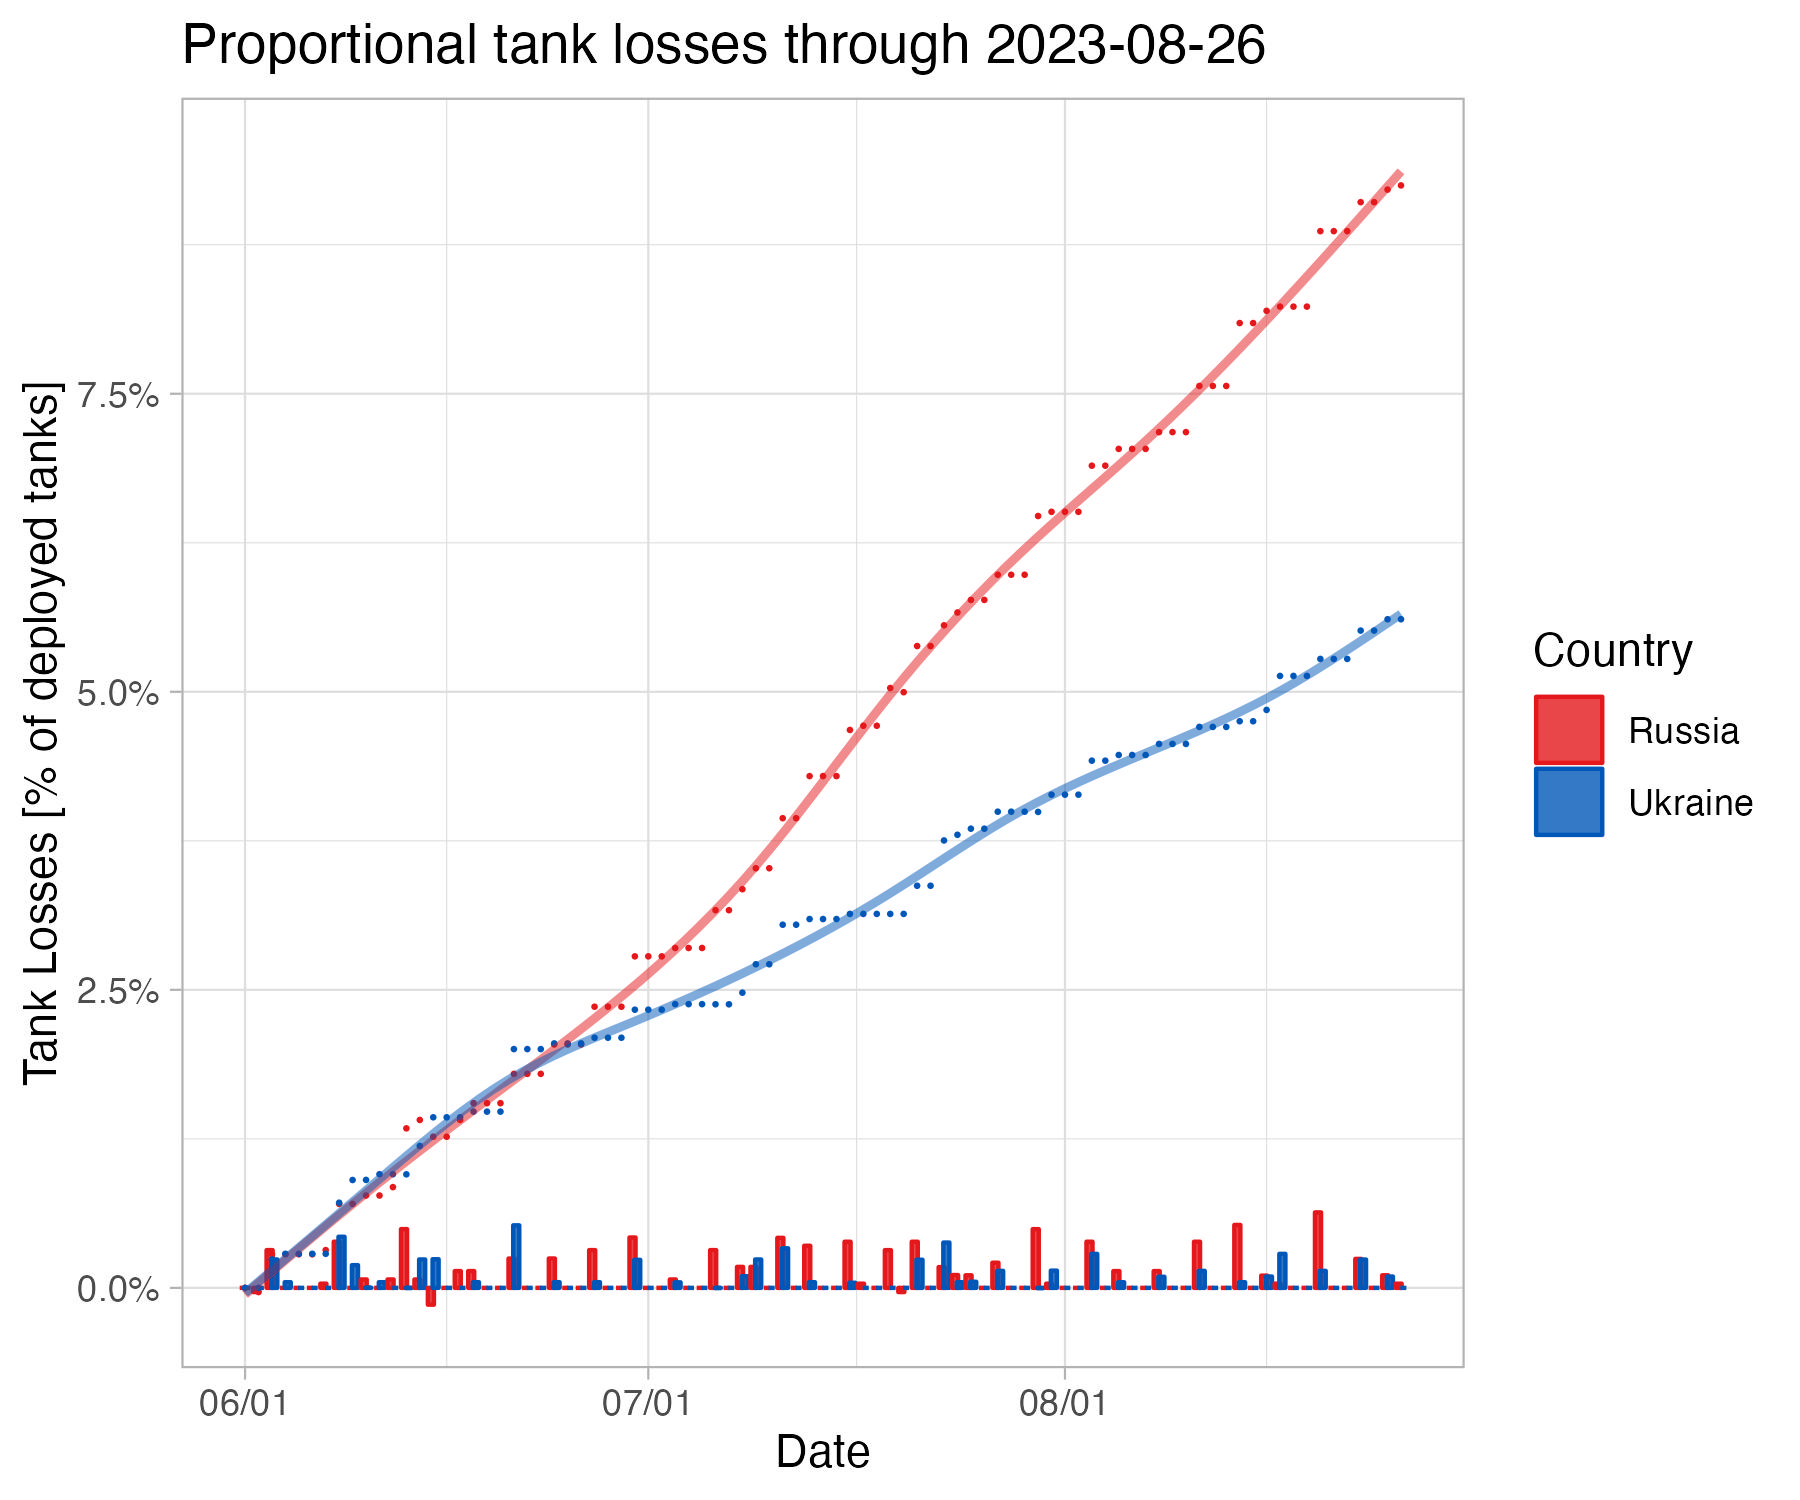 Proportional tank losses through 2023-08-26
Tank Losses [% of deployed tanks]
7.5%
5.0%
2.5%
0.0%
06/01
07/01
08/01
Date
Country
Russia
Ukraine